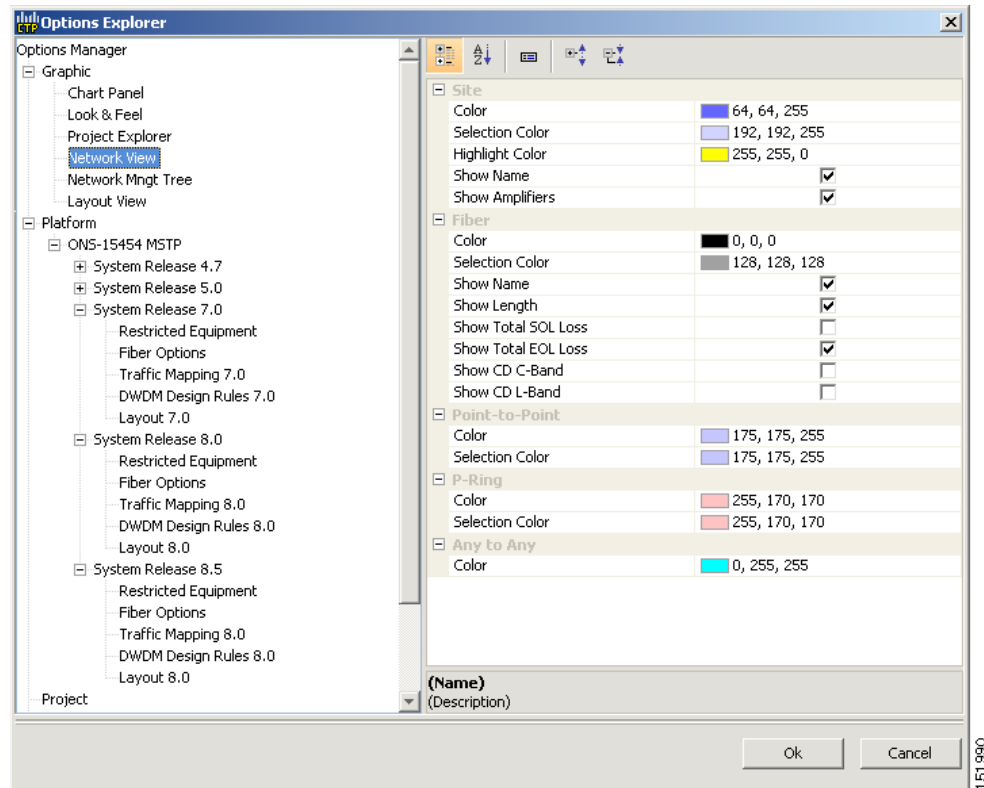 CTP Options Explorer
Options Manager
Graphic
Chart Panel
Look & Feel
Project Explorer
Network View
Network Mngt Tree
Layout View
Platform
ONS-15454 MSTP
System Release 4.7
System Release 5.0
System Release 7.0
Restricted Equipment
Fiber Options
Traffic Mapping 7.0
DWDM Design Rules 7.0
Layout 7.0
System Release 8.0
Restricted Equipment
Fiber Options
Traffic Mapping 8.0
DWDM Design Rules 8.0
Layout 8.0
System Release 8.5
Restricted Equipment
Fiber Options
Traffic Mapping 8.0
DWDM Design Rules 8.0
Layout 8.0
Project
Site
Color 64, 64, 255
Selection Color 192, 192, 255
Highlight Color 255, 255, 0
Show Name
Show Amplifiers
Fiber
Color 0, 0, 0
Selection Color 128, 128, 128
Show Name
Show Length
Show Total SOL Loss
Show Total EOL Loss
Show CD C-Band
Show CD L-Band
Point-to-Point
Color 175, 175, 255
Selection Color 175, 175, 255
P-Ring
Color 255, 170, 170
Selection Color 255, 170, 170
Any to Any
Color 0, 255, 255
(Name)
(Description)
Ok Cancel
151990